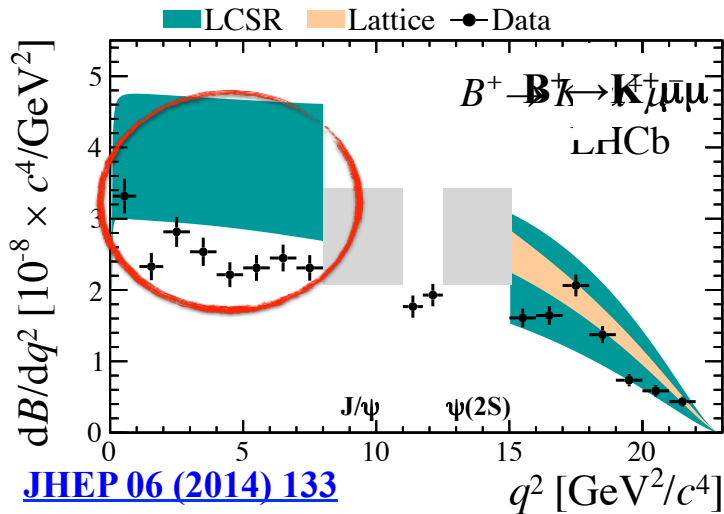 LCSR Lattice Data
dB/dq² [10⁻⁸ × c⁴/GeV²]
5
4
3
2
1
0
B⁺ → K⁺μμ
LHCb
J/ψ ψ(2S)
0 5 10 15 20
JHEP 06 (2014) 133
q² [GeV²/c⁴]